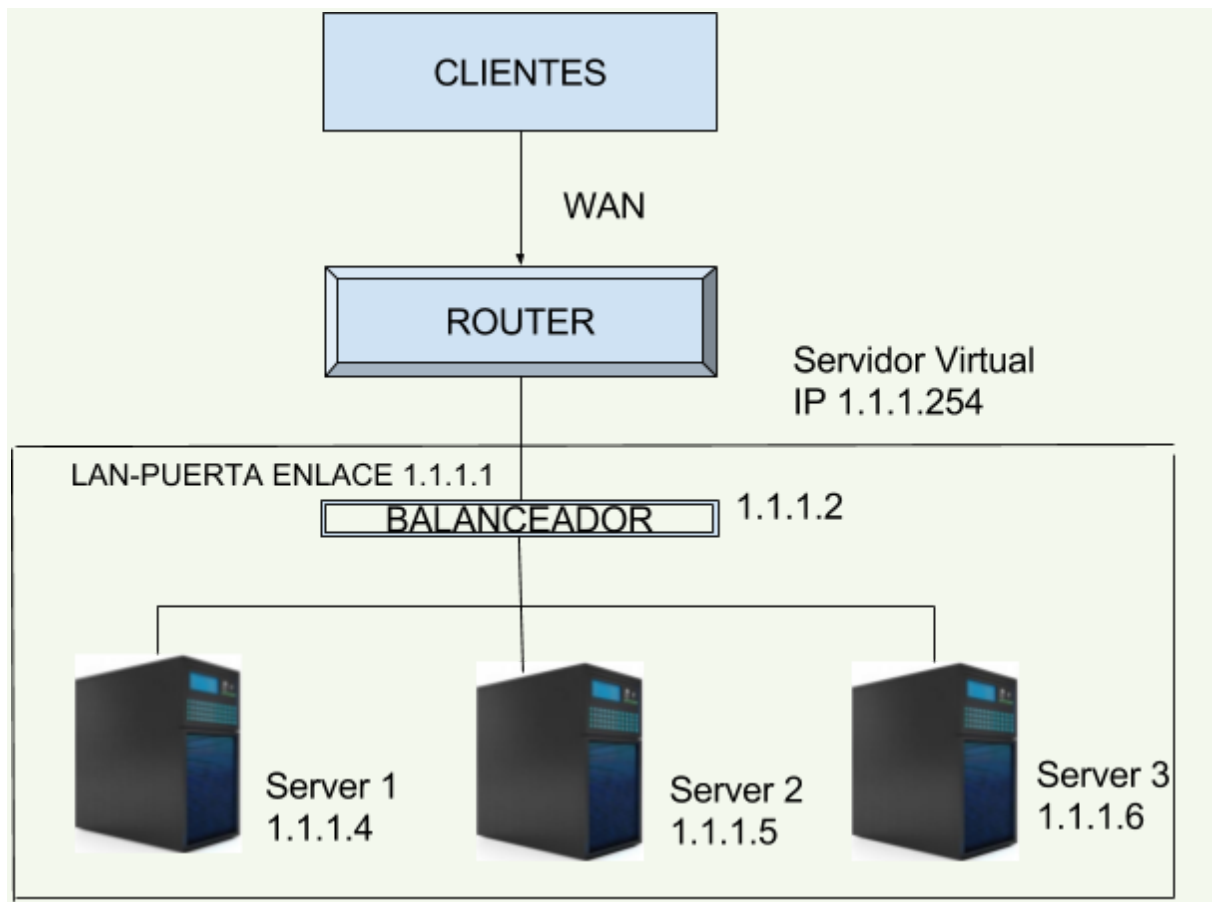 CLIENTES
WAN
ROUTER
Servidor Virtual
IP 1.1.1.254
LAN-PUERTA ENLACE 1.1.1.1
BALANCEADOR
1.1.1.2
Server 1
1.1.1.4
Server 2
1.1.1.5
Server 3
1.1.1.6